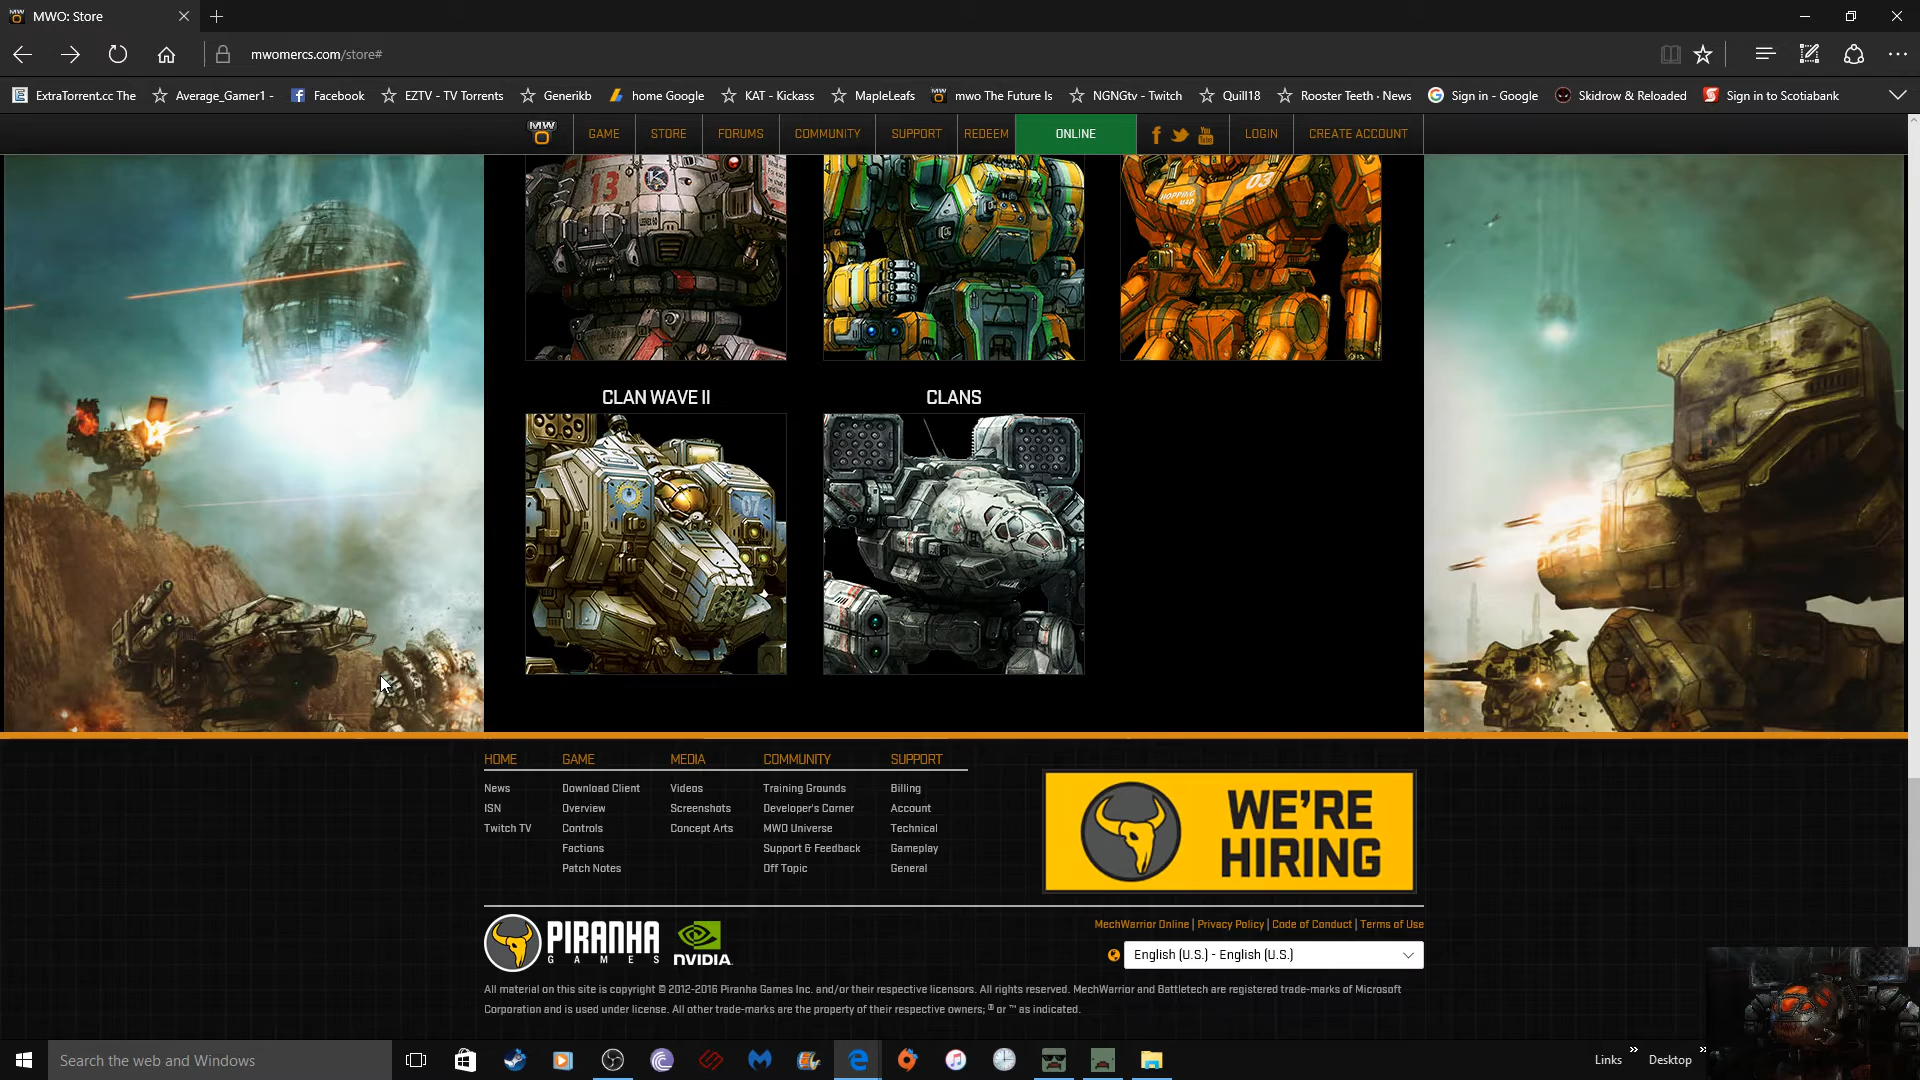 MWO: Store
mwomercs.com/store#
ExtraTorrent.cc The
Average_Gamer1 -
Facebook
EZTV - TV Torrents
Generikb
home Google
KAT - Kickass
MapleLeafs
mwo The Future Is
NGNGtv - Twitch
Quill18
Rooster Teeth · News
Sign in - Google
Skidrow & Reloaded
Sign in to Scotiabank
MW
GAME
STORE
FORUMS
COMMUNITY
SUPPORT
REDEEM
ONLINE
LOGIN
CREATE ACCOUNT
13
HOPPING MAD
03
CLAN WAVE II
CLANS
07
HOME
GAME
MEDIA
COMMUNITY
SUPPORT
News
Download Client
Videos
Training Grounds
Billing
ISN
Overview
Screenshots
Developer's Corner
Account
Twitch TV
Controls
Concept Arts
MWO Universe
Technical
Factions
Support & Feedback
Gameplay
Patch Notes
Off Topic
General
WE'RE
HIRING
PIRANHA
GAMES
NVIDIA.
MechWarrior Online | Privacy Policy | Code of Conduct | Terms of Use
English (U.S.) - English (U.S.)
All material on this site is copyright © 2012-2016 Piranha Games Inc. and/or their respective licensors. All rights reserved. MechWarrior and Battletech are registered trade-marks of Microsoft
Corporation and is used under license. All other trade-marks are the property of their respective owners; ® or ™ as indicated.
Search the web and Windows
Links
Desktop